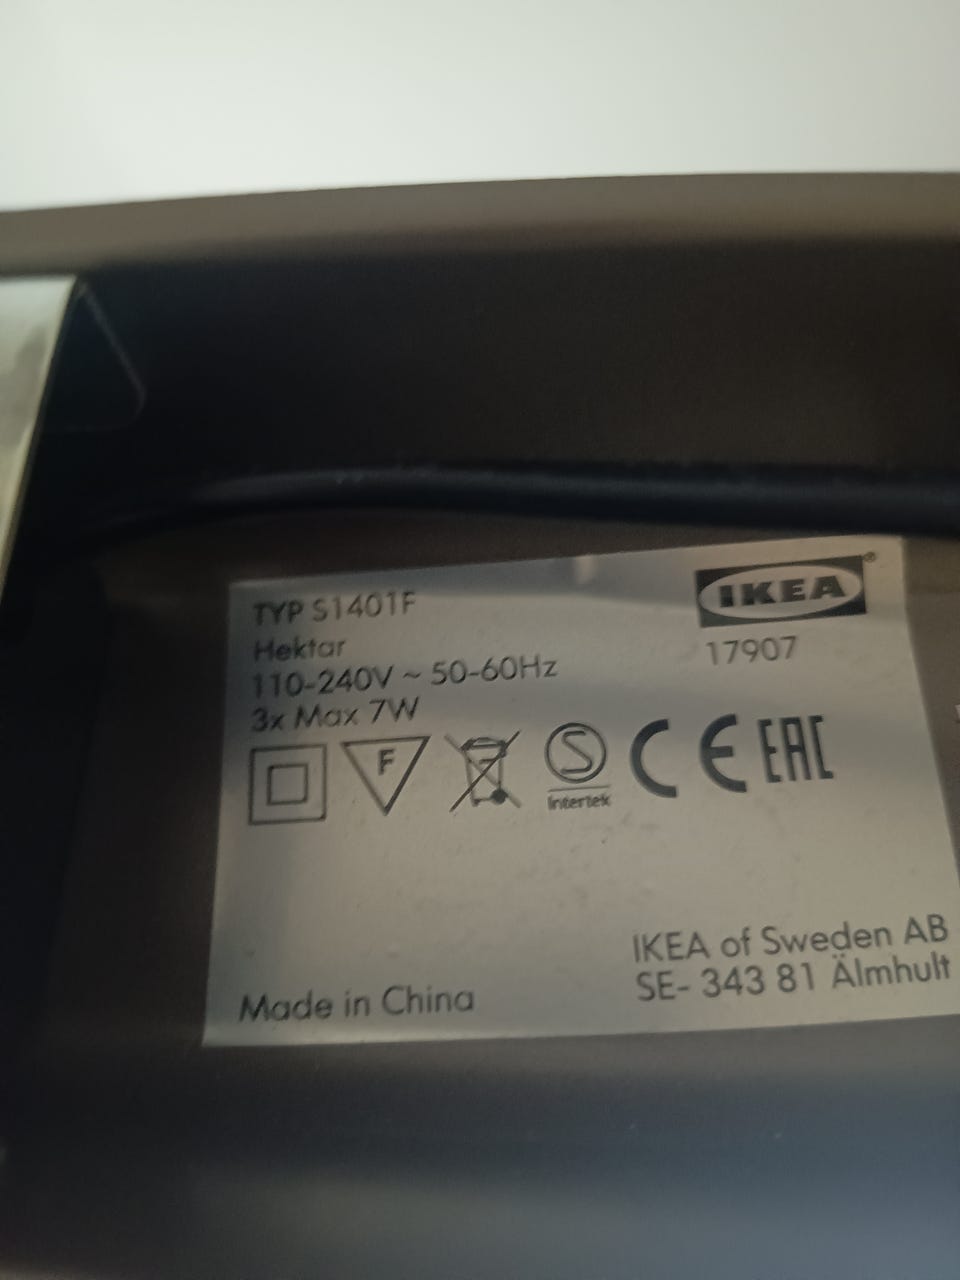 TYP S1401F
Hektar
110-240V ~ 50-60Hz
3x Max 7W
IKEA®
17907
F
S
Intertek
CE
EAC
Made in China
IKEA of Sweden AB
SE- 343 81 Älmhult